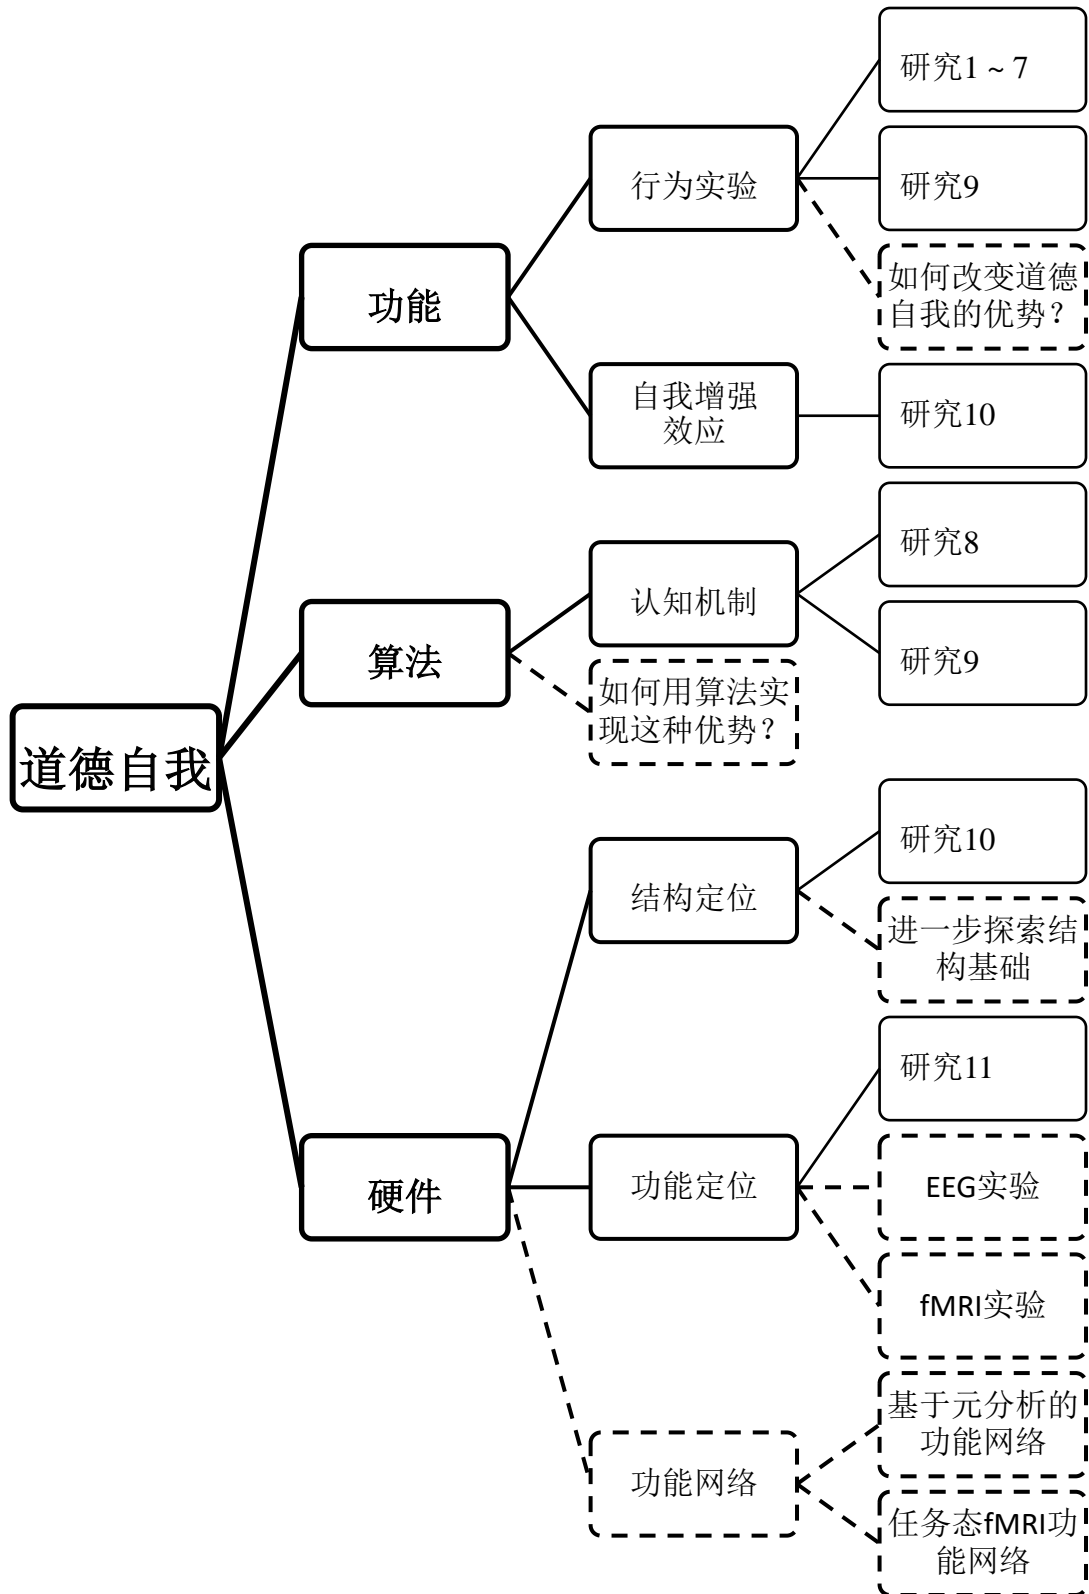 研究1 ~ 7
行为实验
研究9
如何改变道德
自我的优势？
功能
自我增强
效应
研究10
研究8
认知机制
算法
研究9
如何用算法实
现这种优势？
道德自我
研究10
结构定位
进一步探索结
构基础
研究11
硬件
功能定位
EEG实验
fMRI实验
基于元分析的
功能网络
功能网络
任务态fMRI功
能网络